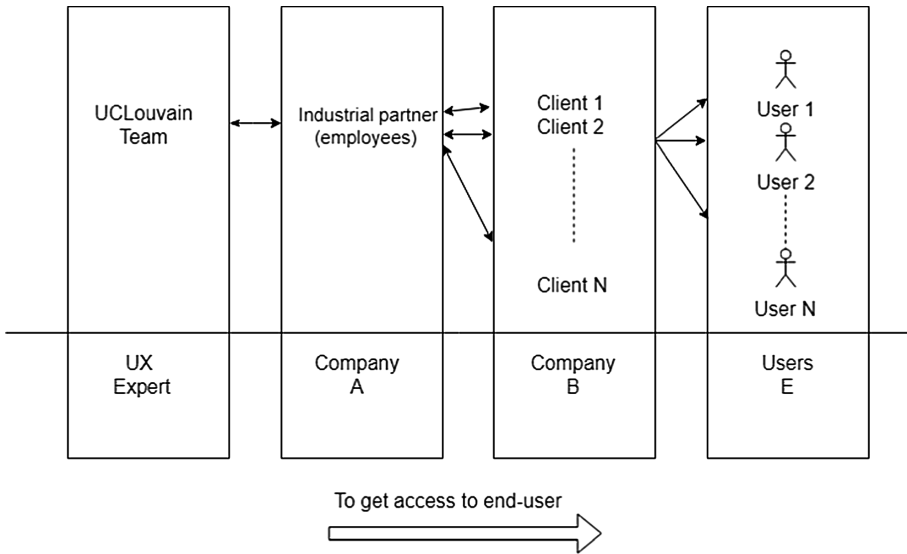 UCLouvain
Team
Industrial partner
(employees)
Client 1
Client 2
Client N
User 1
User 2
User N
UX
Expert
Company
A
Company
B
Users
E
To get access to end-user